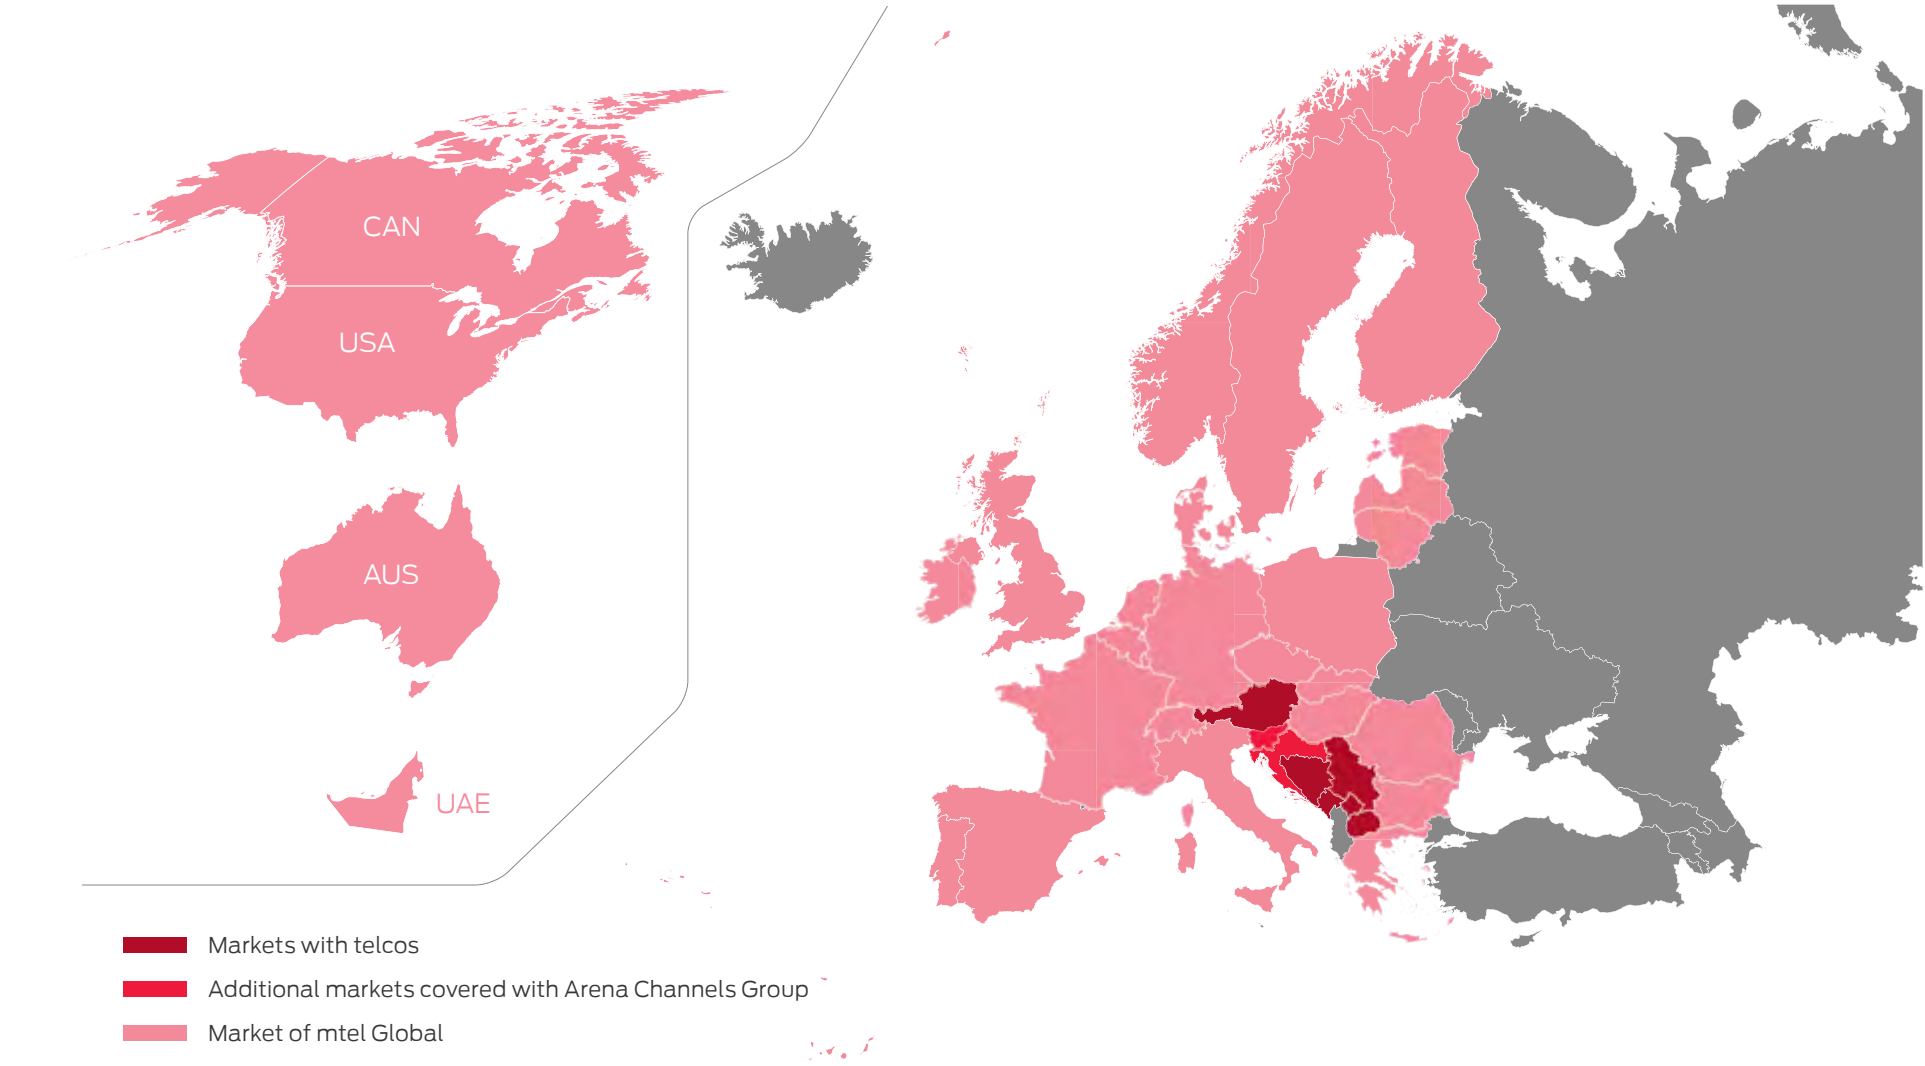 CAN
USA
AUS
UAE
Markets with telcos
Additional markets covered with Arena Channels Group
Market of mtel Global